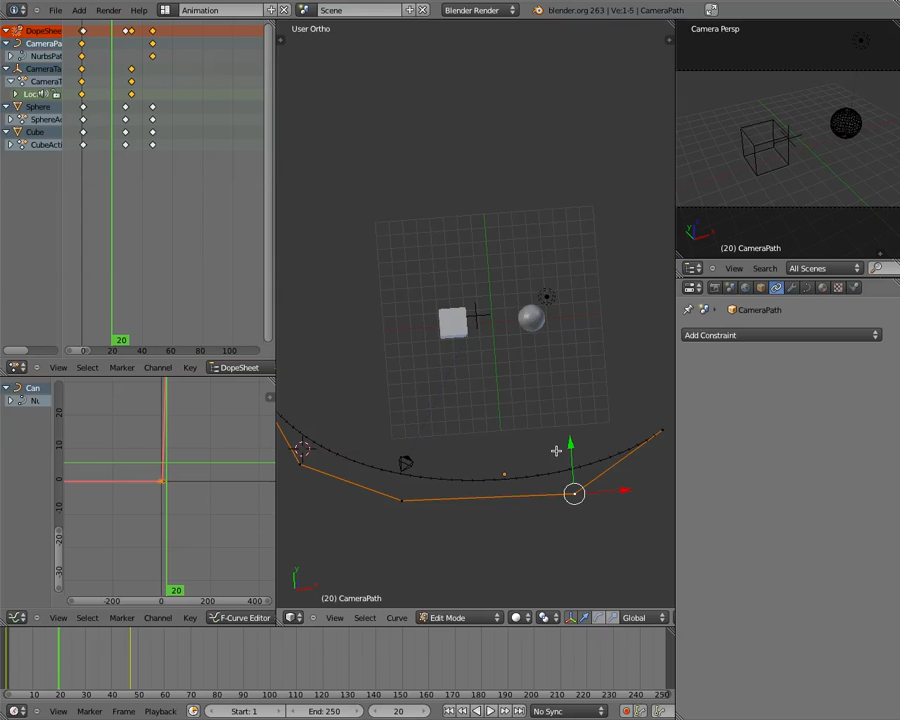 File Add Render Help
Animation
Scene
Blender Render
blender.org 263 | Ve:1-5 | CameraPath
DopeShee
CameraPa
NurbsPat
CameraTa
CameraT
Loc
Sphere
SphereAc
Cube
CubeActi
20
0 20 40 60 80 100
View Select Marker Channel Key DopeSheet
Can
Nu
20
10
0
-10
-20
-30
20
-200 0 200 400
View Select Marker Channel Key F-Curve Editor
User Ortho
y
x
(20) CameraPath
View Select Curve Edit Mode Global
Camera Persp
(20) CameraPath
View Search All Scenes
CameraPath
Add Constraint
10 20 30 40 50 60 70 80 90 100 110 120 130 140 150 160 170 180 190 200 210 220 230 240 250
View Marker Frame Playback Start: 1 End: 250 20 No Sync